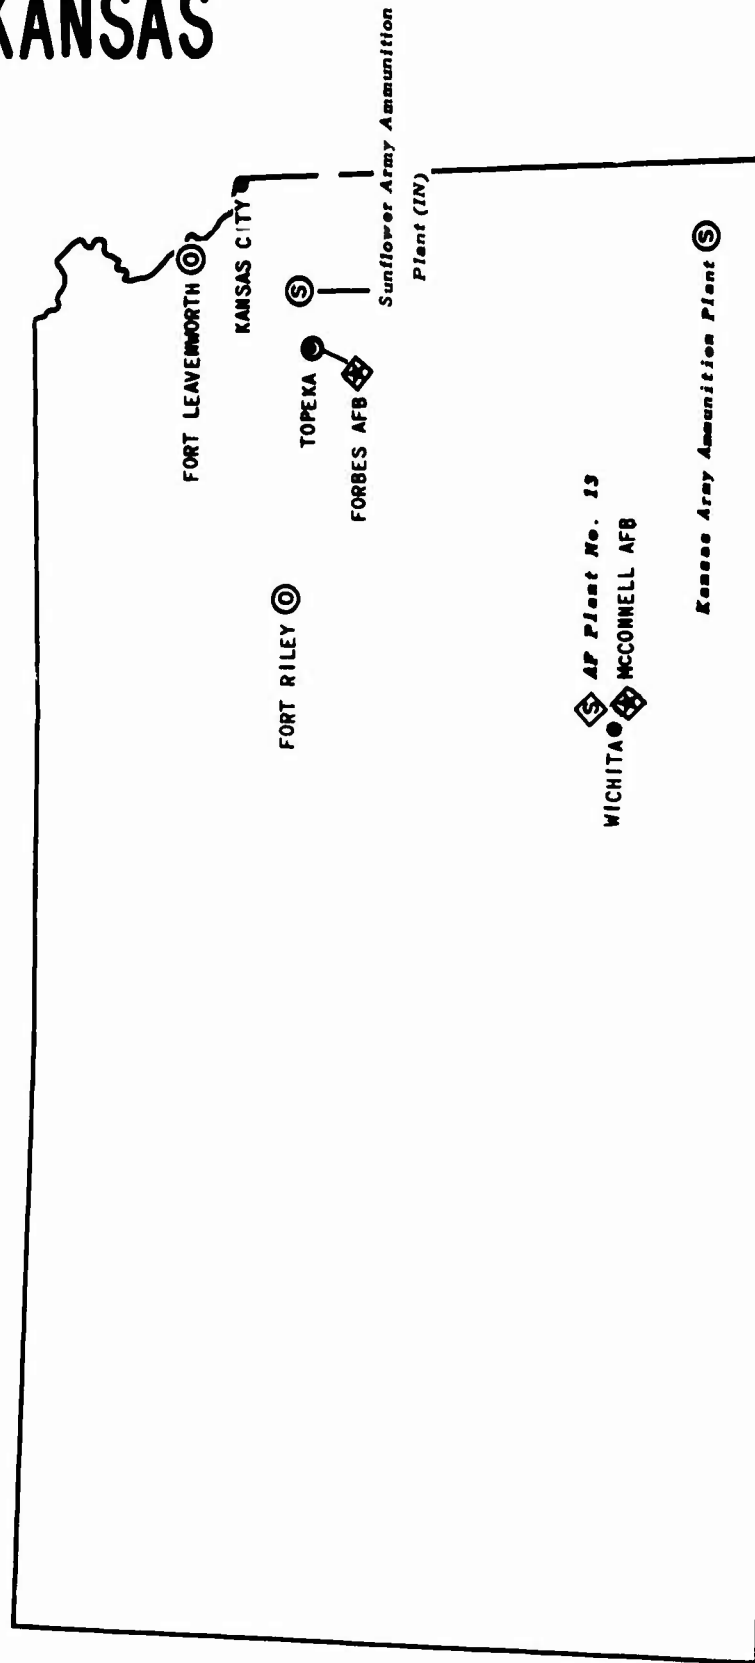 KANSAS
FORT LEAVENWORTH
KANSAS CITY
TOPEKA
FORBES AFB
Sunflower Army Ammunition
Plant (IN)
FORT RILEY
AF Plant No. 13
WICHITA
MCCONNELL AFB
Kansas Army Ammunition Plant
O
O
S
S
S